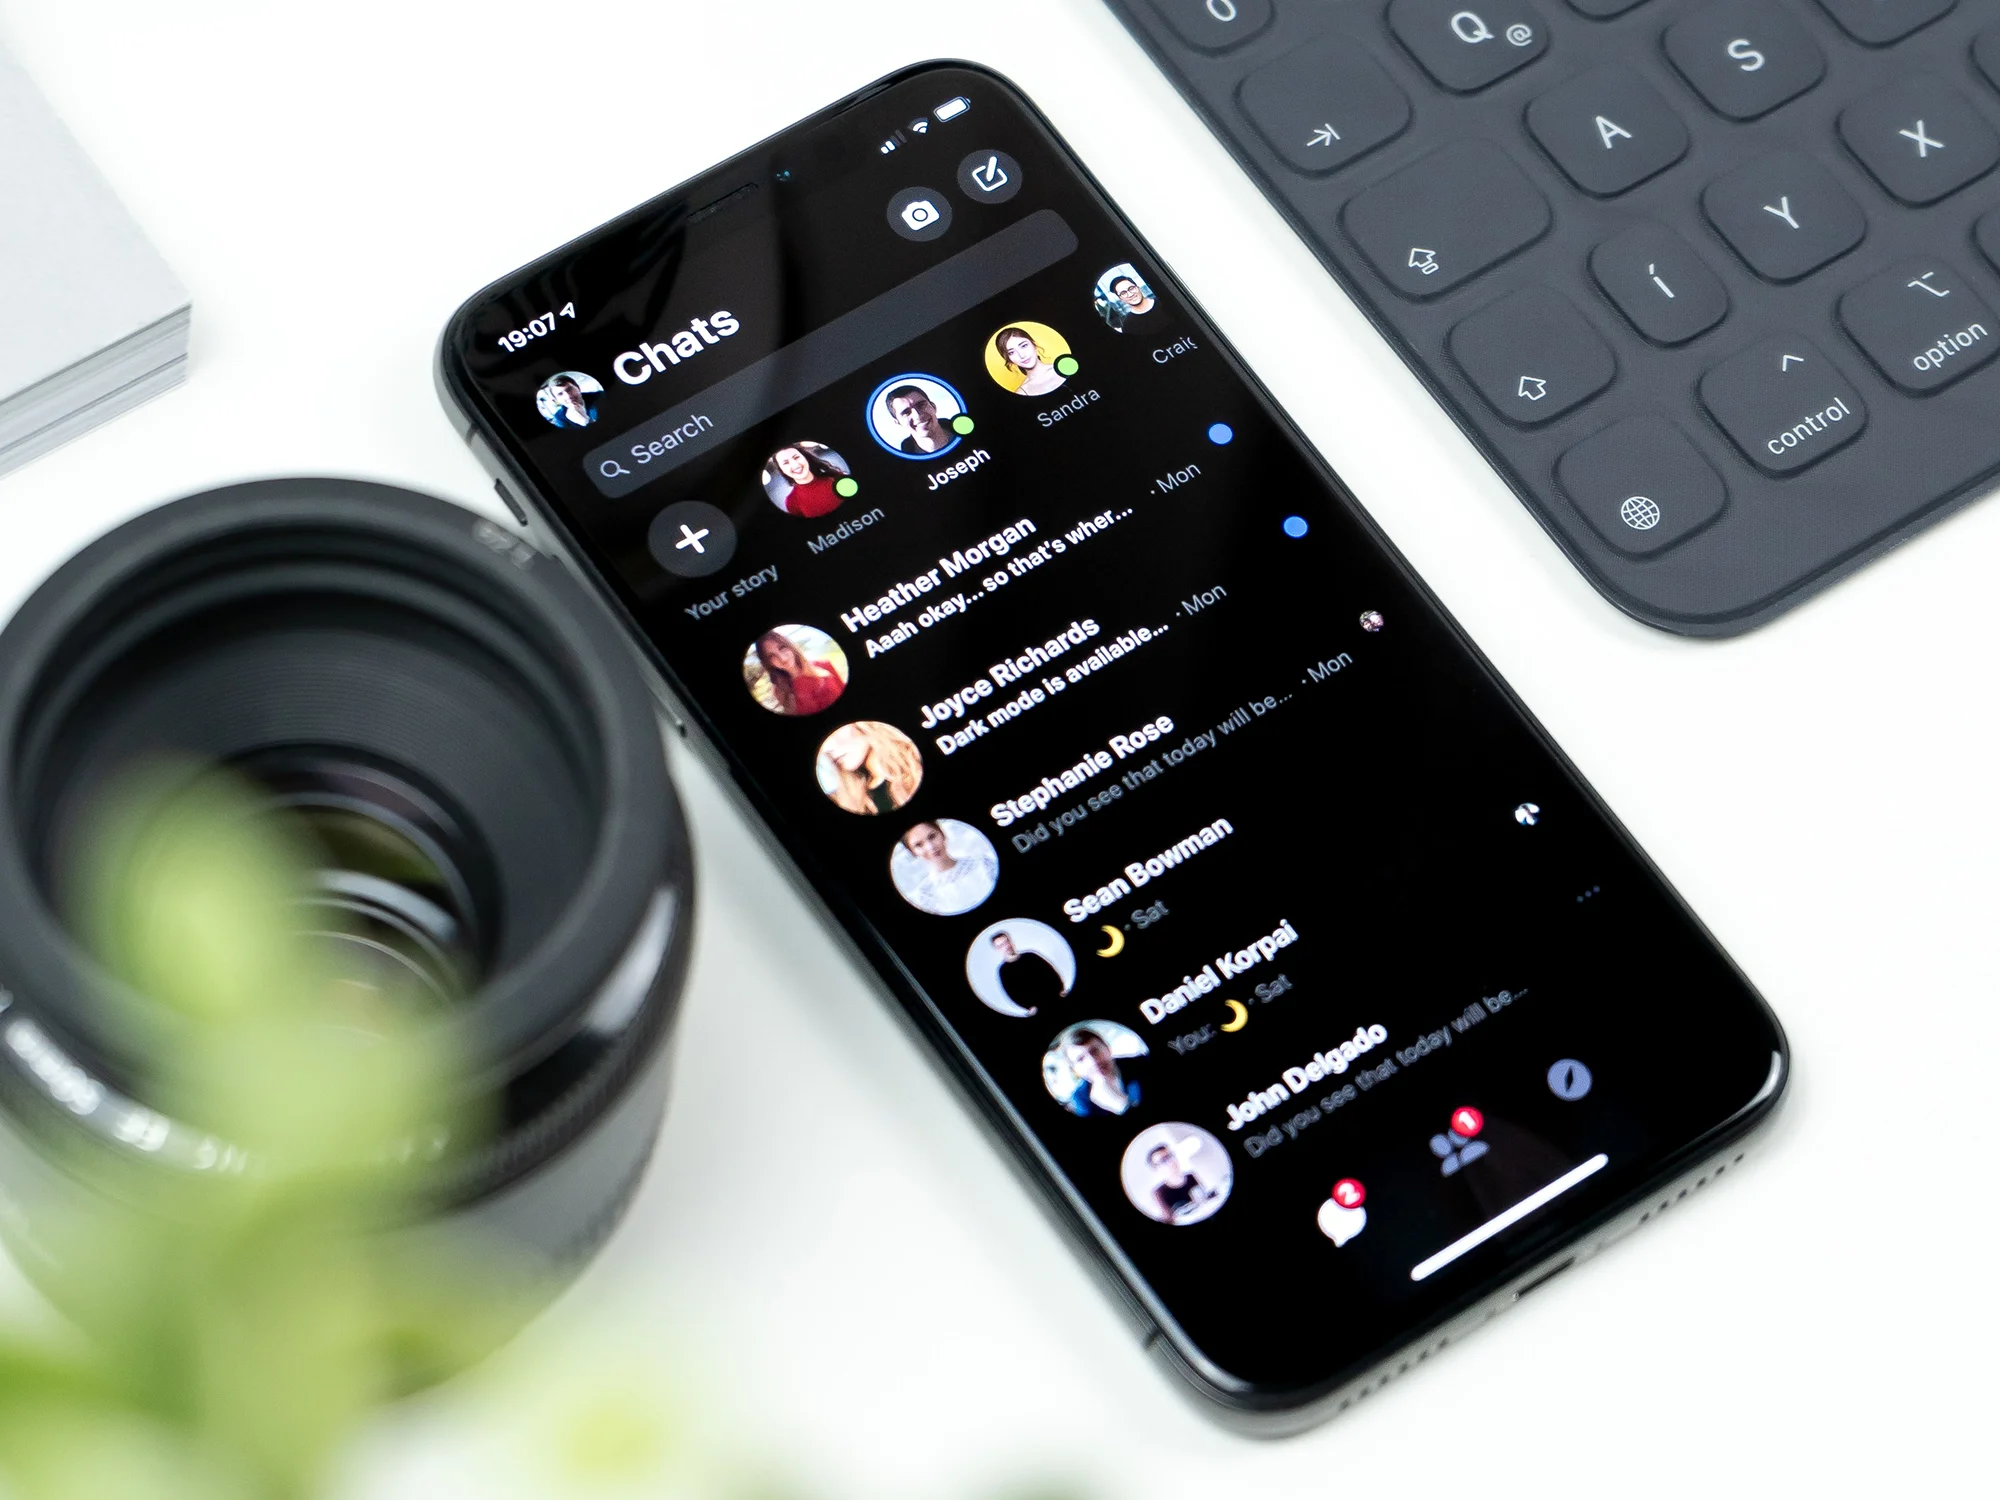 19:07
Chats
Search
Your story
Madison
Joseph
Sandra
Craig
Heather Morgan
Aaah okay... so that's wher... · Mon
Joyce Richards
Dark mode is available... · Mon
Stephanie Rose
Did you see that today will be... · Mon
Sean Bowman
🌙 · Sat
Daniel Korpai
You: 🌙 · Sat
John Delgado
Did you see that today will be... ...
2
1
Q @
A
S
Í
Y
X
control
option
50mm